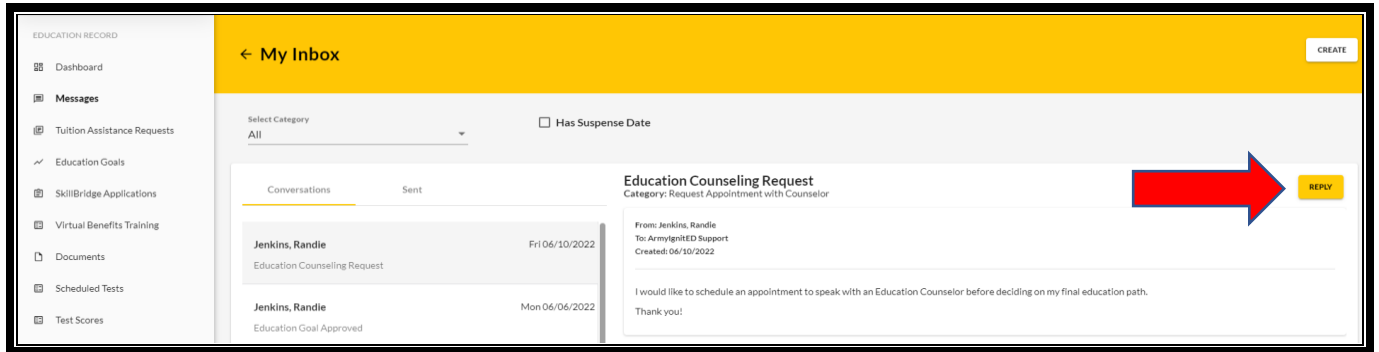 EDUCATION RECORD
Dashboard
Messages
Tuition Assistance Requests
Education Goals
SkillBridge Applications
Virtual Benefits Training
Documents
Scheduled Tests
Test Scores
← My Inbox
CREATE
Select Category
All
Has Suspense Date
Conversations Sent
Jenkins, Randie Fri 06/10/2022
Education Counseling Request
Jenkins, Randie Mon 06/06/2022
Education Goal Approved
Education Counseling Request
Category: Request Appointment with Counselor
REPLY
From: Jenkins, Randie
To: ArmyIgnitED Support
Created: 06/10/2022
I would like to schedule an appointment to speak with an Education Counselor before deciding on my final education path.
Thank you!